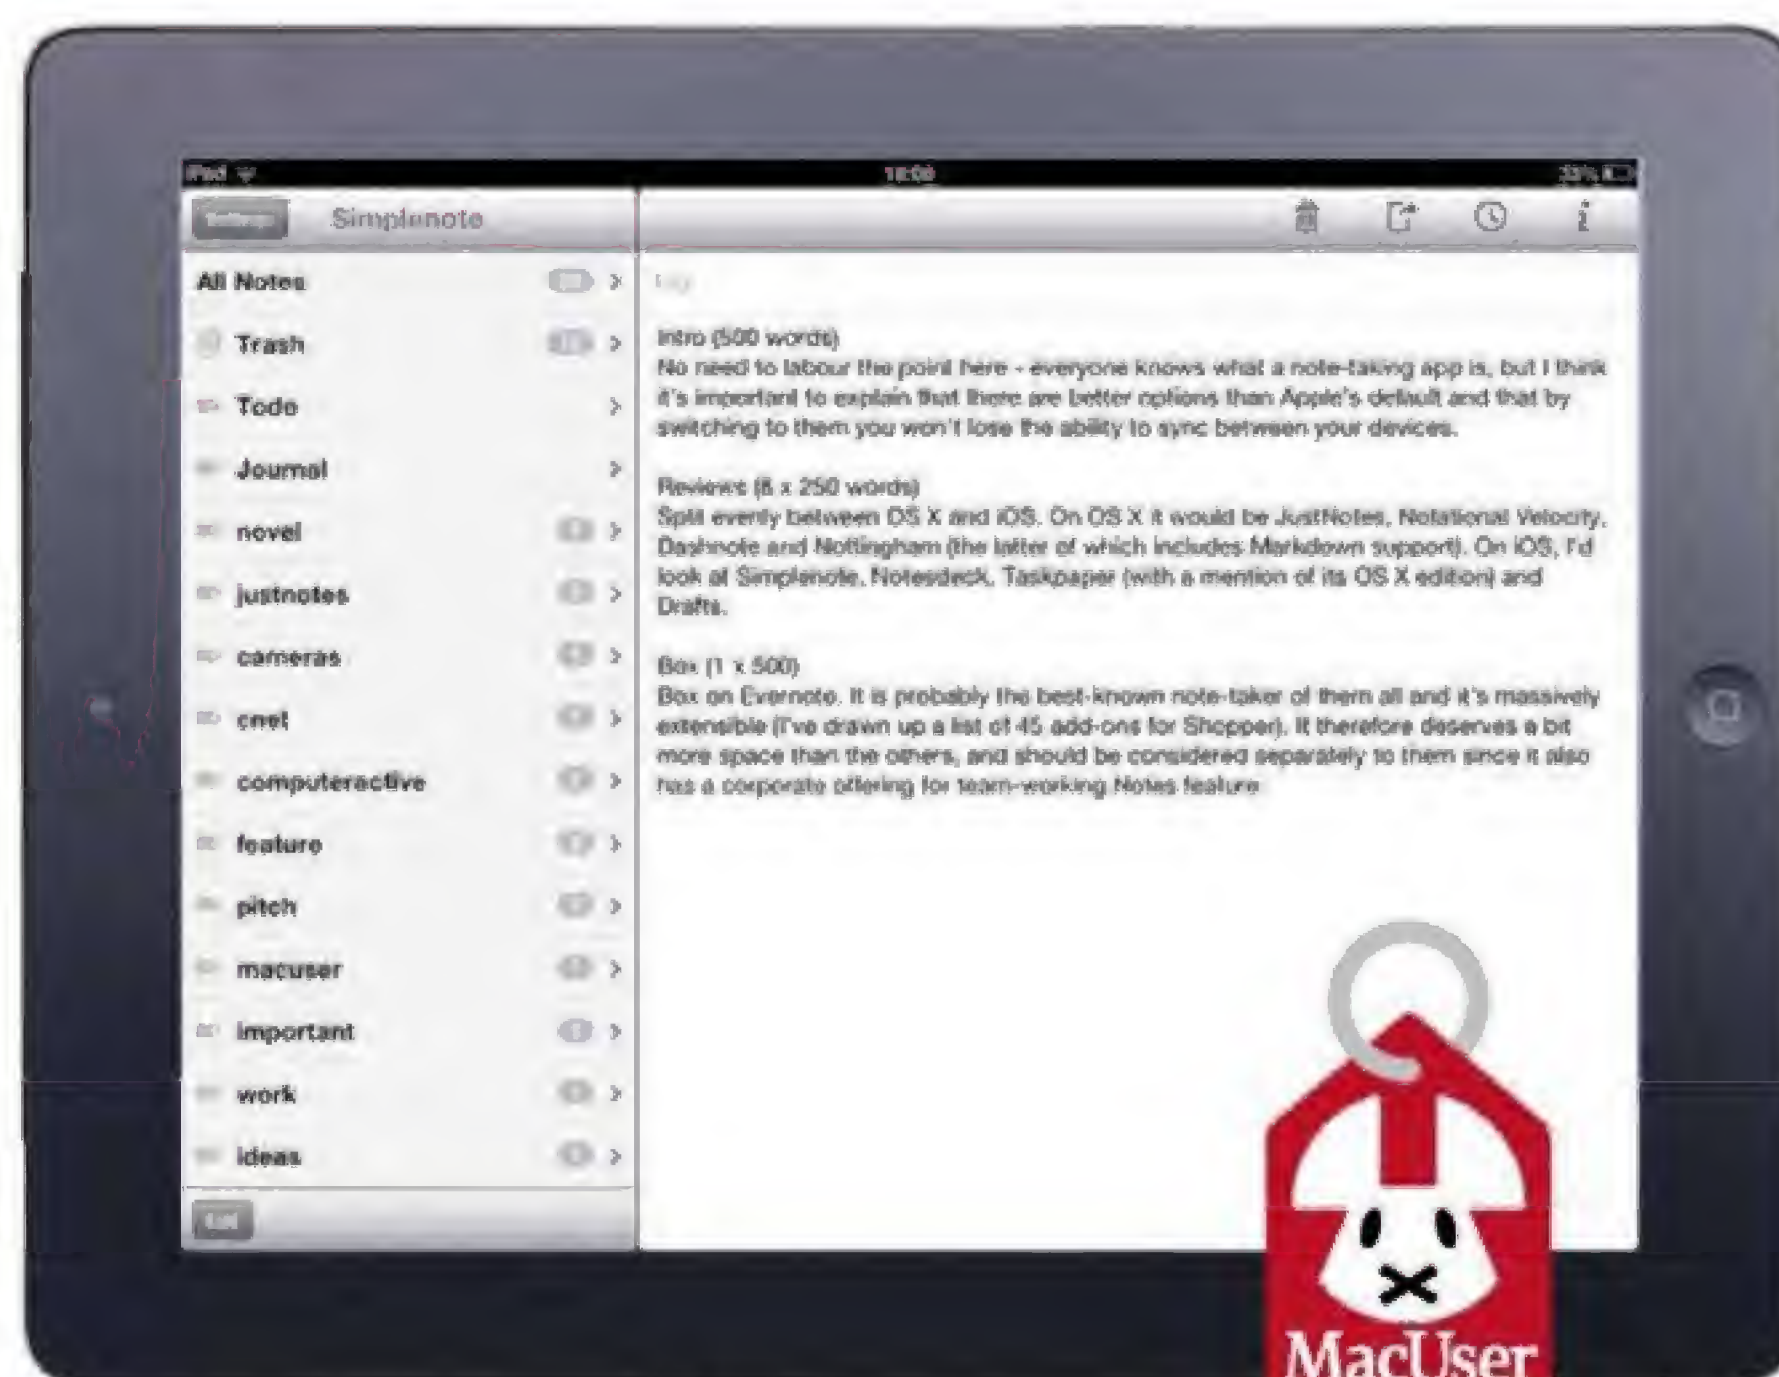 iPad
Simplenote
All Notes
Trash
Todo
Journal
novel
justnotes
cameras
cnet
computeractive
feature
pitch
macuser
important
work
ideas
Edit
Intro (500 words)
No need to labour the point here - everyone knows what a note-taking app is, but I think
it's important to explain that there are better options than Apple's default and that by
switching to them you won't lose the ability to sync between your devices.
Reviews (8 x 250 words)
Split evenly between OS X and iOS. On OS X it would be JustNotes, Notational Velocity,
Dashnote and Nottingham (the latter of which includes Markdown support). On iOS, I'd
look at Simplenote, Notesdeck, Taskpaper (with a mention of its OS X edition) and
Drafts.
Box (1 x 500)
Box on Evernote. It is probably the best-known note-taker of them all and it's massively
extensible (I've drawn up a list of 45 add-ons for Shopper). It therefore deserves a bit
more space than the others, and should be considered separately to them since it also
has a corporate offering for team-working Notes feature
MacUser